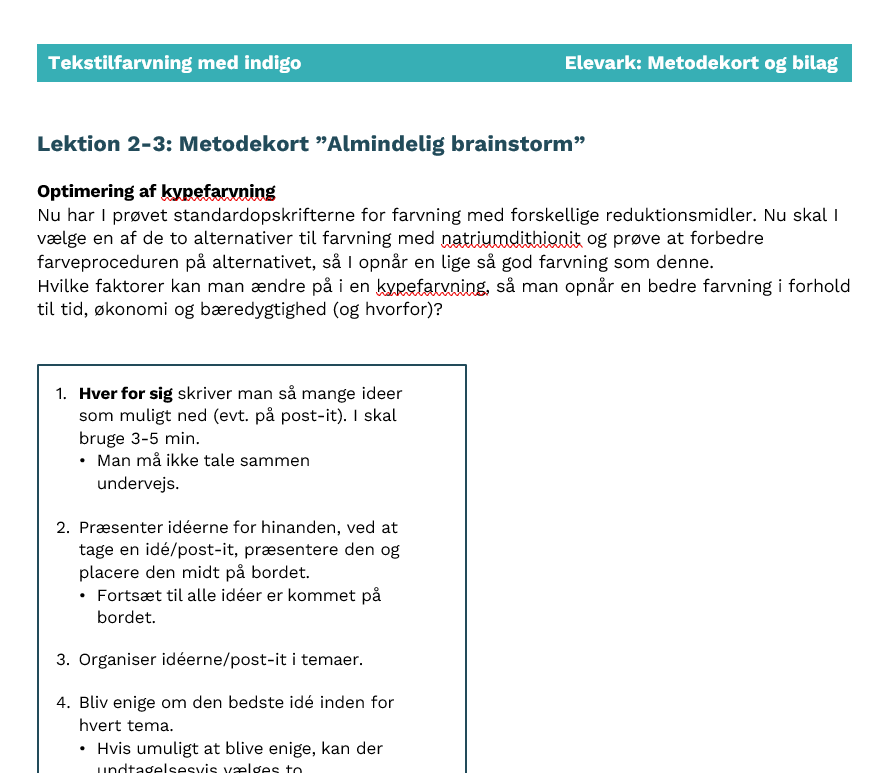 Tekstilfarvning med indigo Elevark: Metodekort og bilag
Lektion 2-3: Metodekort ”Almindelig brainstorm”
Optimering af kypefarvning
Nu har I prøvet standardopskrifterne for farvning med forskellige reduktionsmidler. Nu skal I
vælge en af de to alternativer til farvning med natriumdithionit og prøve at forbedre
farveproceduren på alternativet, så I opnår en lige så god farvning som denne.
Hvilke faktorer kan man ændre på i en kypefarvning, så man opnår en bedre farvning i forhold
til tid, økonomi og bæredygtighed (og hvorfor)?
1. Hver for sig skriver man så mange ideer
som muligt ned (evt. på post-it). I skal
bruge 3-5 min.
• Man må ikke tale sammen
undervejs.
2. Præsenter idéerne for hinanden, ved at
tage en idé/post-it, præsentere den og
placere den midt på bordet.
• Fortsæt til alle idéer er kommet på
bordet.
3. Organiser idéerne/post-it i temaer.
4. Bliv enige om den bedste idé inden for
hvert tema.
• Hvis umuligt at blive enige, kan der
undtagelsesvis vælges to